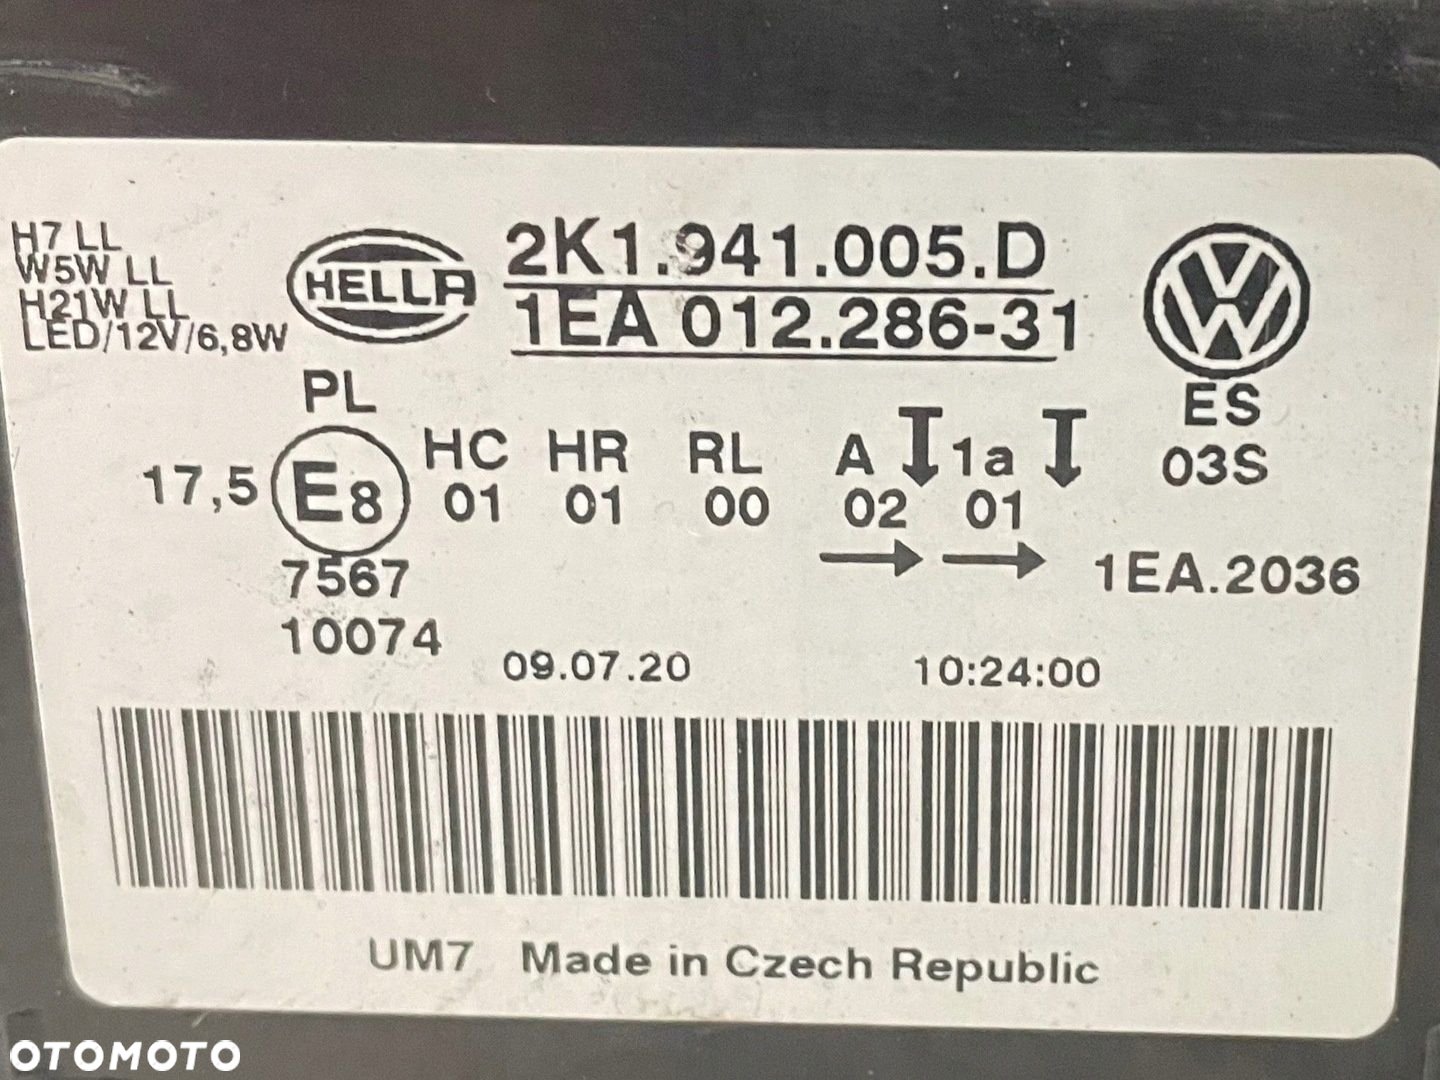 H7 LL
W5W LL
H21W LL
LED/12V/6,8W
HELLA
2K1.941.005.D
1EA 012.286-31
PL
ES
HC HR RL A 1a
03S
17,5 E8 01 01 00 02 01
7567
1EA.2036
10074
09.07.20 10:24:00
UM7 Made in Czech Republic
OTOMOTO